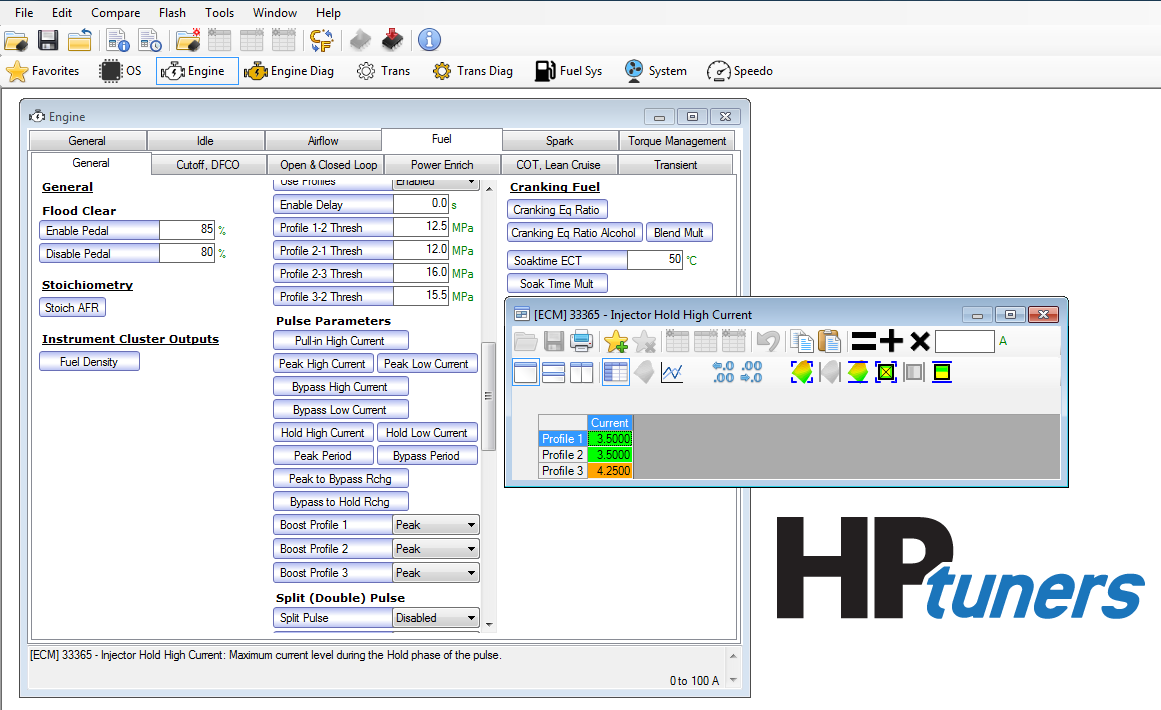 File Edit Compare Flash Tools Window Help
Favorites OS Engine Engine Diag Trans Trans Diag Fuel Sys System Speedo
Engine
General Idle Airflow Fuel Spark Torque Management
General Cutoff, DFCO Open & Closed Loop Power Enrich COT, Lean Cruise Transient
General
Flood Clear
Enable Pedal 85 %
Disable Pedal 80 %
Stoichiometry
Stoich AFR
Instrument Cluster Outputs
Fuel Density
Use Profiles Enabled
Enable Delay 0.0 s
Profile 1-2 Thresh 12.5 MPa
Profile 2-1 Thresh 12.0 MPa
Profile 2-3 Thresh 16.0 MPa
Profile 3-2 Thresh 15.5 MPa
Pulse Parameters
Pull-in High Current
Peak High Current Peak Low Current
Bypass High Current
Bypass Low Current
Hold High Current Hold Low Current
Peak Period Bypass Period
Peak to Bypass Rchg
Bypass to Hold Rchg
Boost Profile 1 Peak
Boost Profile 2 Peak
Boost Profile 3 Peak
Split (Double) Pulse
Split Pulse Disabled
Cranking Fuel
Cranking Eq Ratio
Cranking Eq Ratio Alcohol Blend Mult
Soaktime ECT 50 °C
Soak Time Mult
[ECM] 33365 - Injector Hold High Current
A
←.0 .00
.00 →.0
Current
Profile 1 3.5000
Profile 2 3.5000
Profile 3 4.2500
HPtuners
[ECM] 33365 - Injector Hold High Current: Maximum current level during the Hold phase of the pulse.
0 to 100 A